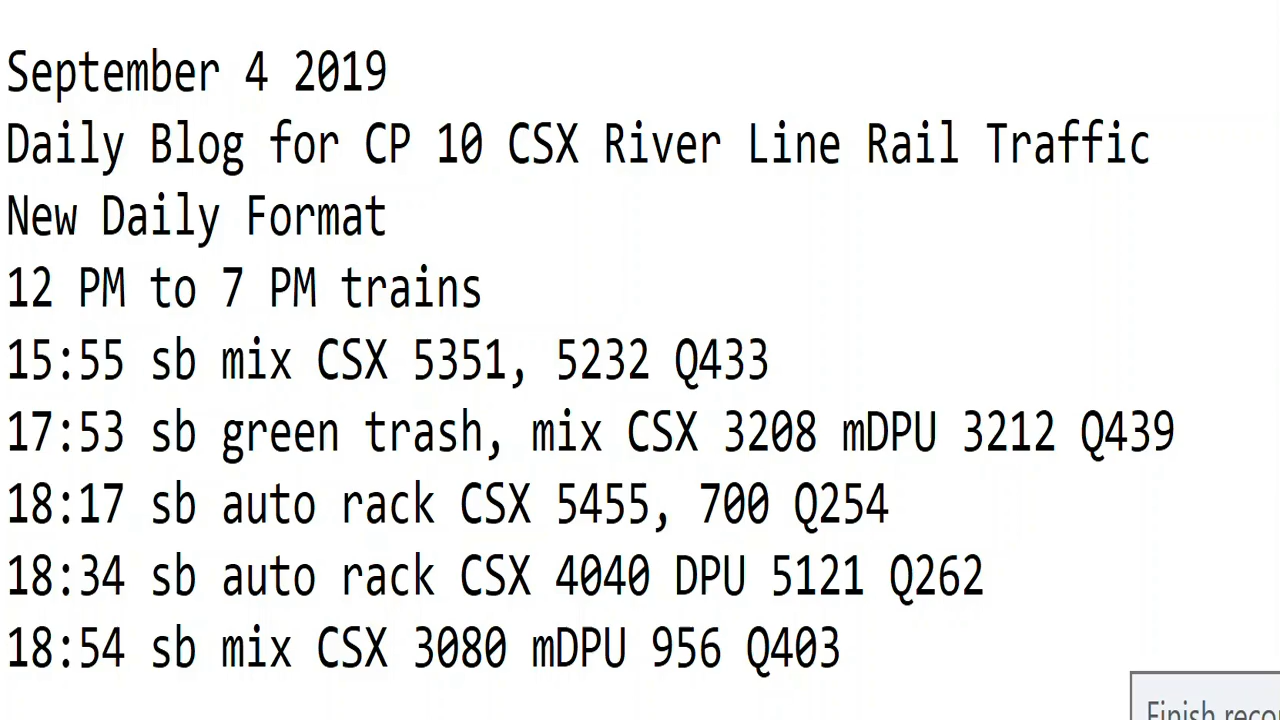 September 4 2019
Daily Blog for CP 10 CSX River Line Rail Traffic
New Daily Format
12 PM to 7 PM trains
15:55 sb mix CSX 5351, 5232 Q433
17:53 sb green trash, mix CSX 3208 mDPU 3212 Q439
18:17 sb auto rack CSX 5455, 700 Q254
18:34 sb auto rack CSX 4040 DPU 5121 Q262
18:54 sb mix CSX 3080 mDPU 956 Q403
Finish